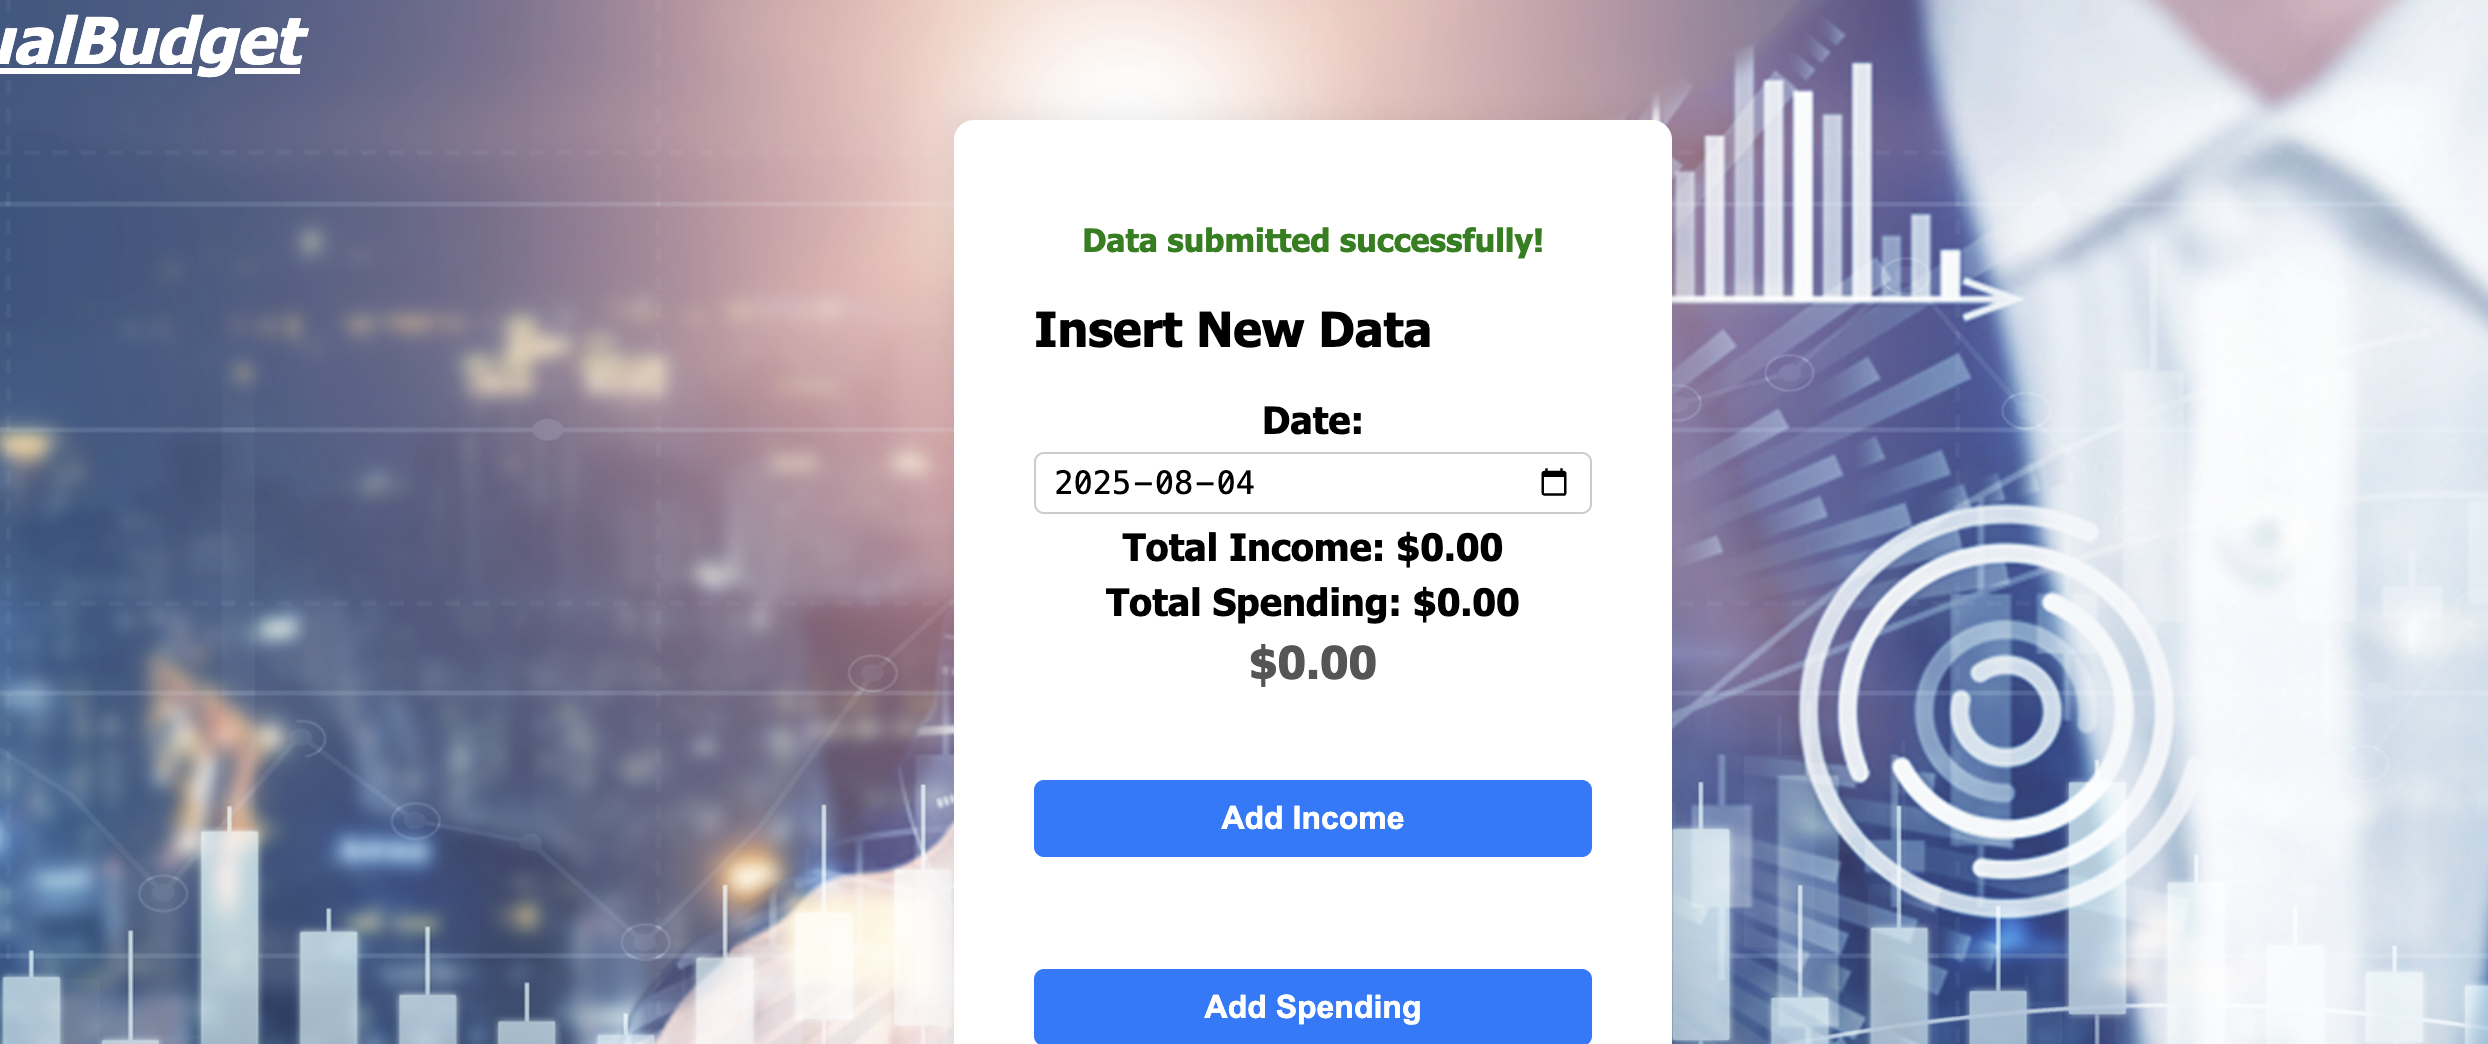 ualBudget
Data submitted successfully!
Insert New Data
Date:
2025-08-04
Total Income: $0.00
Total Spending: $0.00
$0.00
Add Income
Add Spending